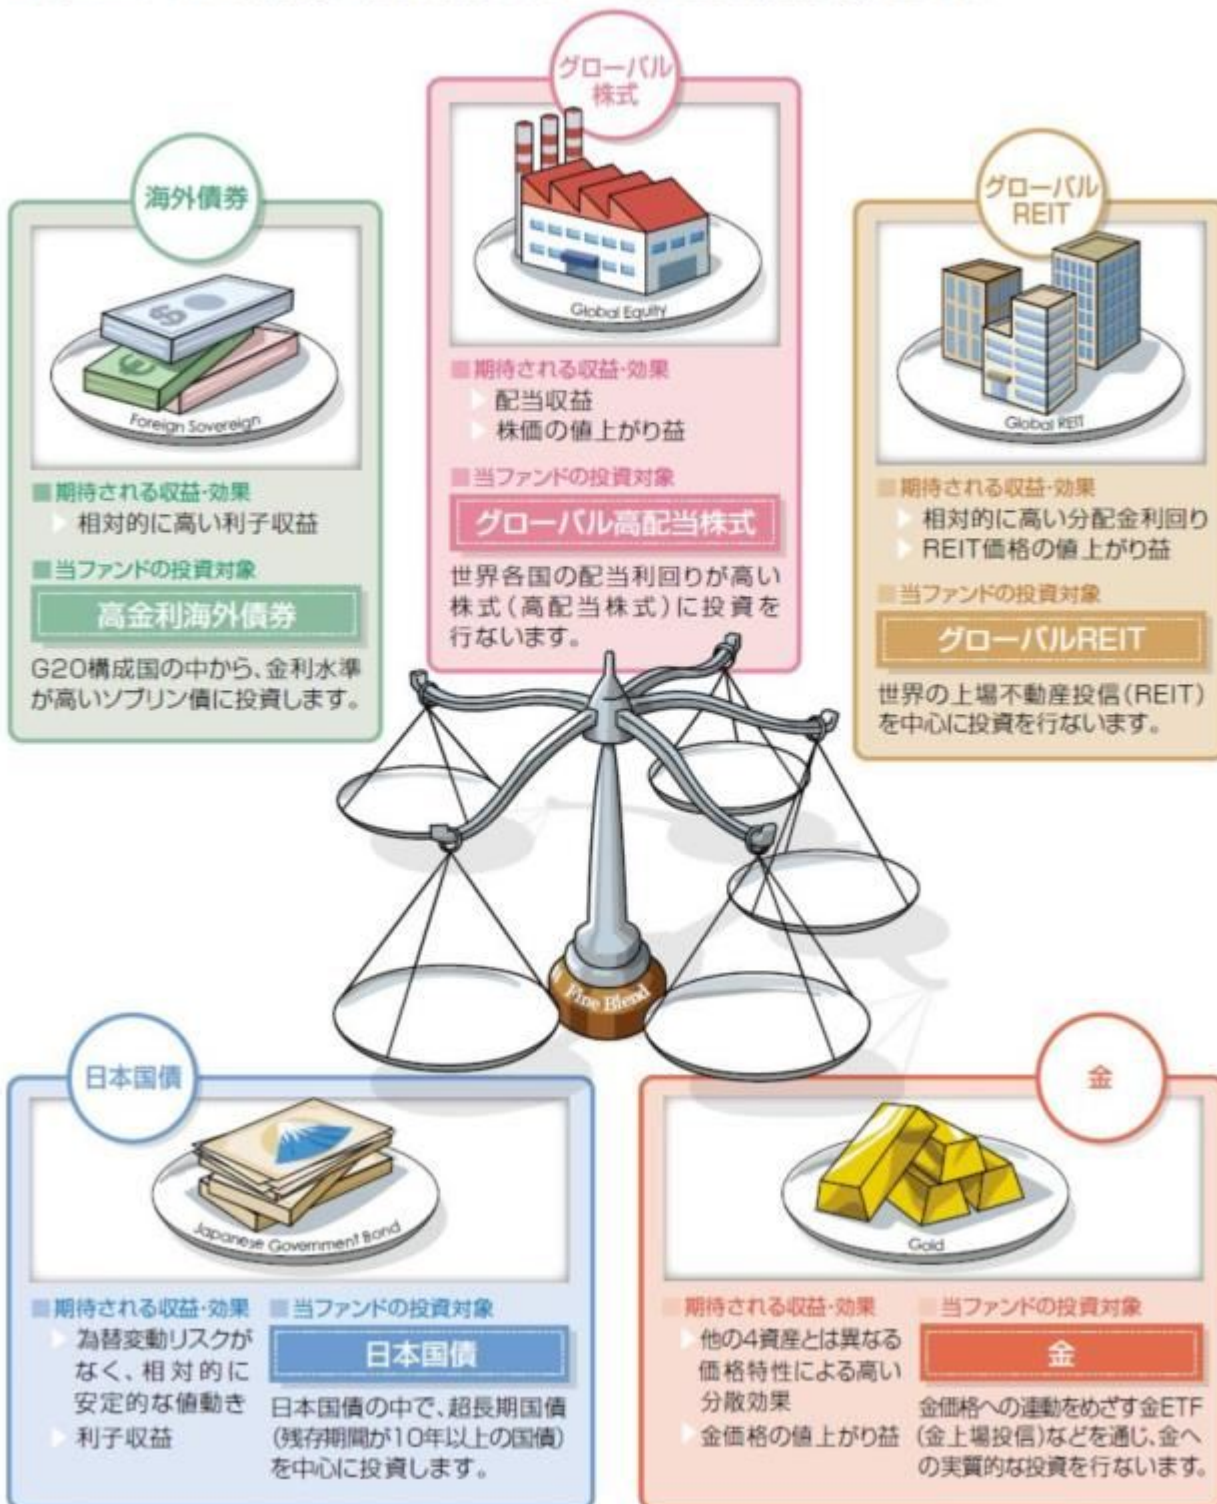 グローバル
株式
Global Equity
■期待される収益・効果
配当収益
株価の値上がり益
■当ファンドの投資対象
グローバル高配当株式
世界各国の配当利回りが高い
株式(高配当株式)に投資を
行ないます。
海外債券
Foreign Sovereign
■期待される収益・効果
相対的に高い利子収益
■当ファンドの投資対象
高金利海外債券
G20構成国の中から、金利水準
が高いソブリン債に投資します。
グローバル
REIT
Global REIT
■期待される収益・効果
相対的に高い分配金利回り
REIT価格の値上がり益
■当ファンドの投資対象
グローバルREIT
世界の上場不動産投信(REIT)
を中心に投資を行ないます。
Fine Blend
日本国債
Japanese Government Bond
■期待される収益・効果
為替変動リスクが
なく、相対的に
安定的な値動き
利子収益
■当ファンドの投資対象
日本国債
日本国債の中で、超長期国債
(残存期間が10年以上の国債)
を中心に投資します。
金
Gold
■期待される収益・効果
他の4資産とは異なる
価格特性による高い
分散効果
金価格の値上がり益
■当ファンドの投資対象
金
金価格への連動をめざす金ETF
(金上場投信)などを通じ、金へ
の実質的な投資を行ないます。